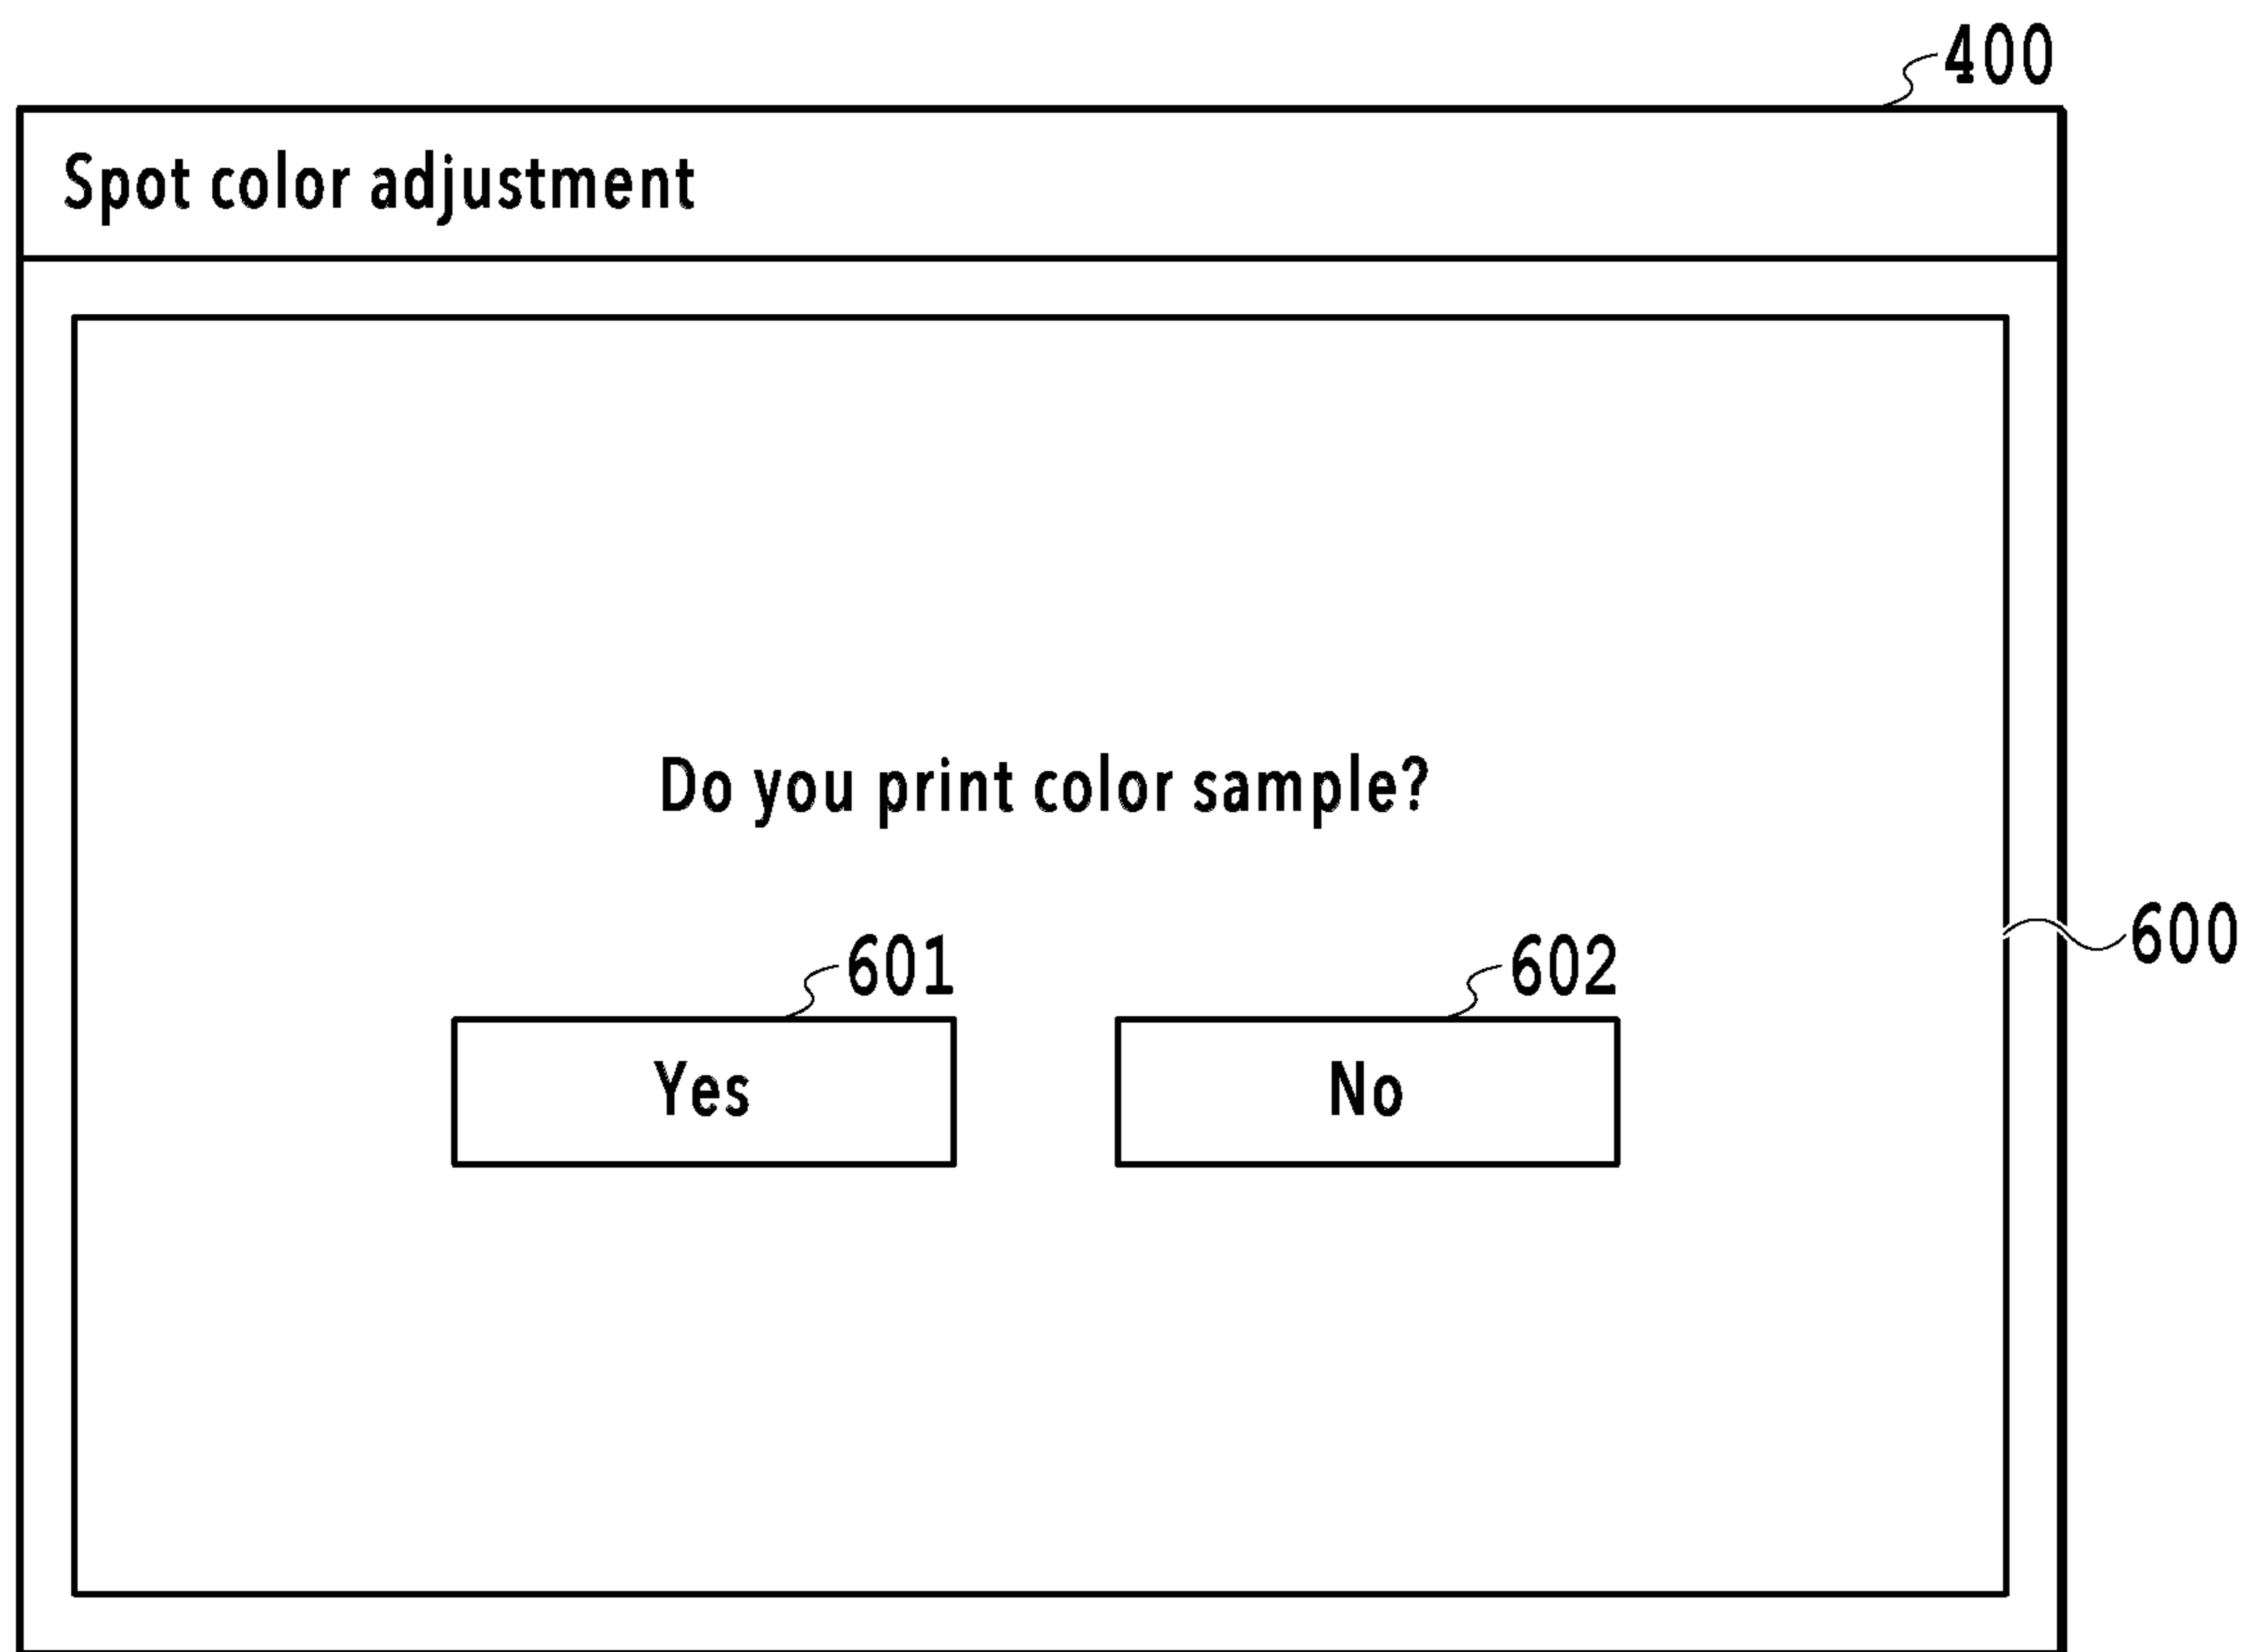 400
Spot color adjustment
Do you print color sample?
600
601 602
Yes No